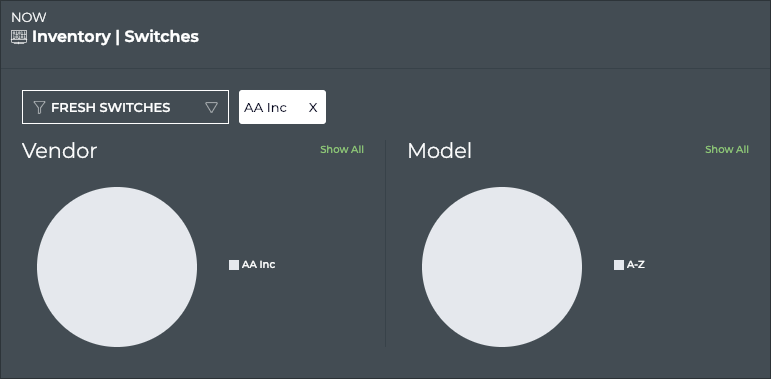 NOW
Inventory | Switches
FRESH SWITCHES
AA Inc X
Vendor
Show All
AA Inc
Model
Show All
A-Z